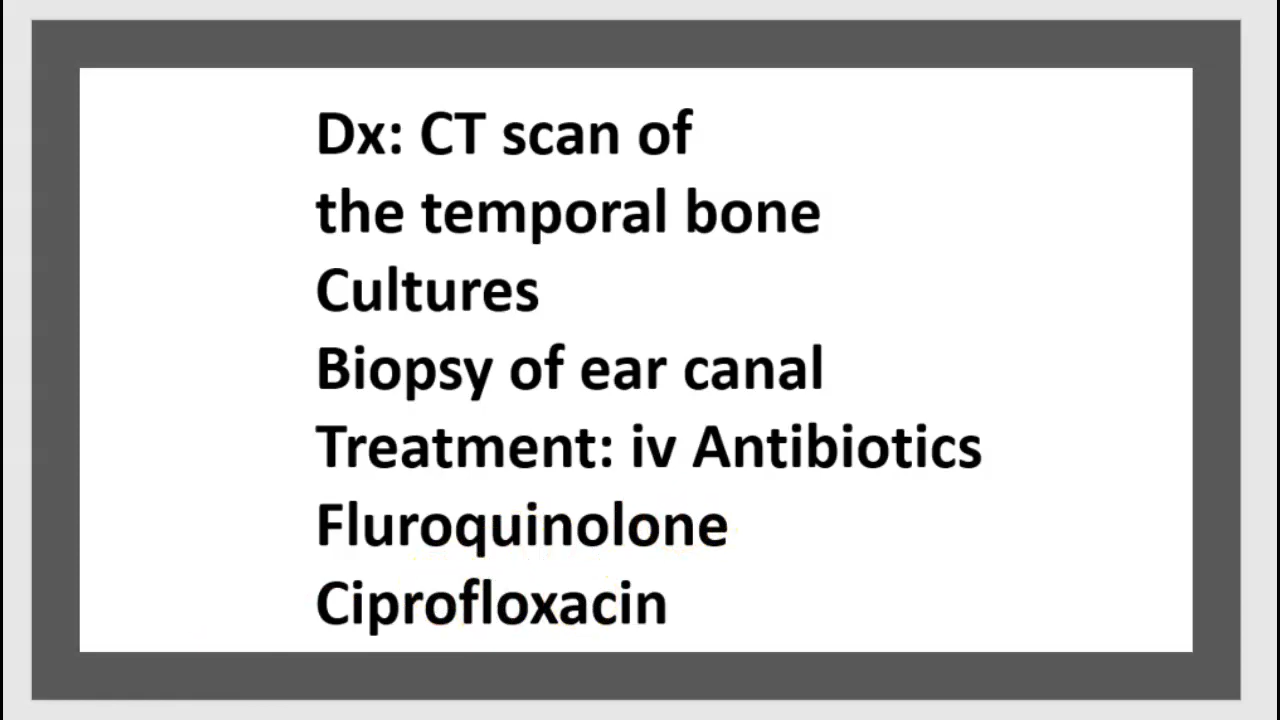 Dx: CT scan of
the temporal bone
Cultures
Biopsy of ear canal
Treatment: iv Antibiotics
Fluroquinolone
Ciprofloxacin